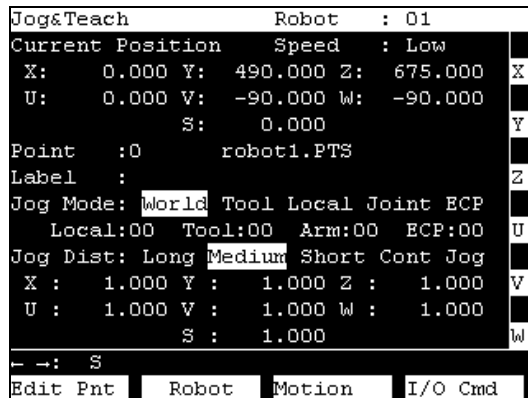 Jog&Teach Robot : 01
Current Position Speed : Low
X: 0.000 Y: 490.000 Z: 675.000 X
U: 0.000 V: -90.000 W: -90.000
S: 0.000 Y
Point :0 robot1.PTS
Label : Z
Jog Mode: World Tool Local Joint ECP
Local:00 Tool:00 Arm:00 ECP:00 U
Jog Dist: Long Medium Short Cont Jog
X : 1.000 Y : 1.000 Z : 1.000 V
U : 1.000 V : 1.000 W : 1.000
S : 1.000 W
← →: S
Edit Pnt Robot Motion I/O Cmd